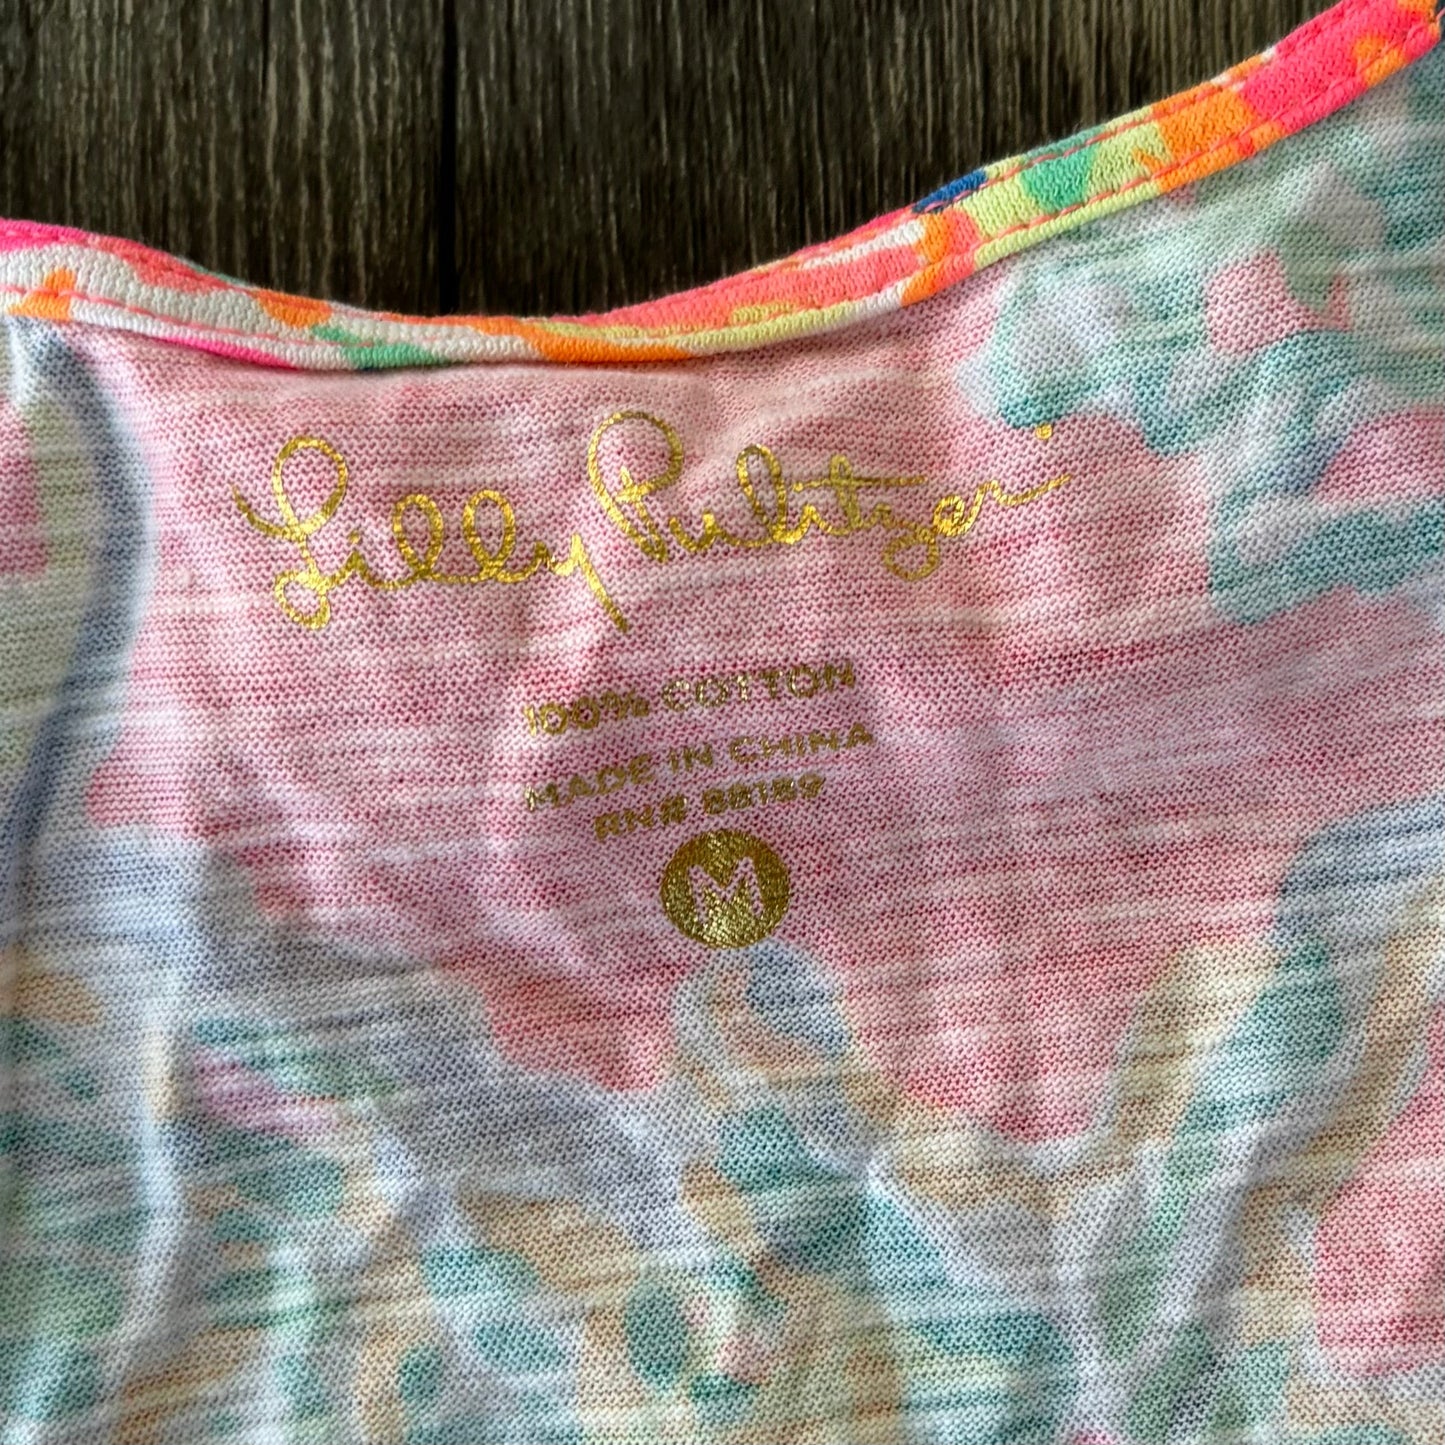 Lilly Pulitzer
100% COTTON
MADE IN CHINA
RN# 88189
M